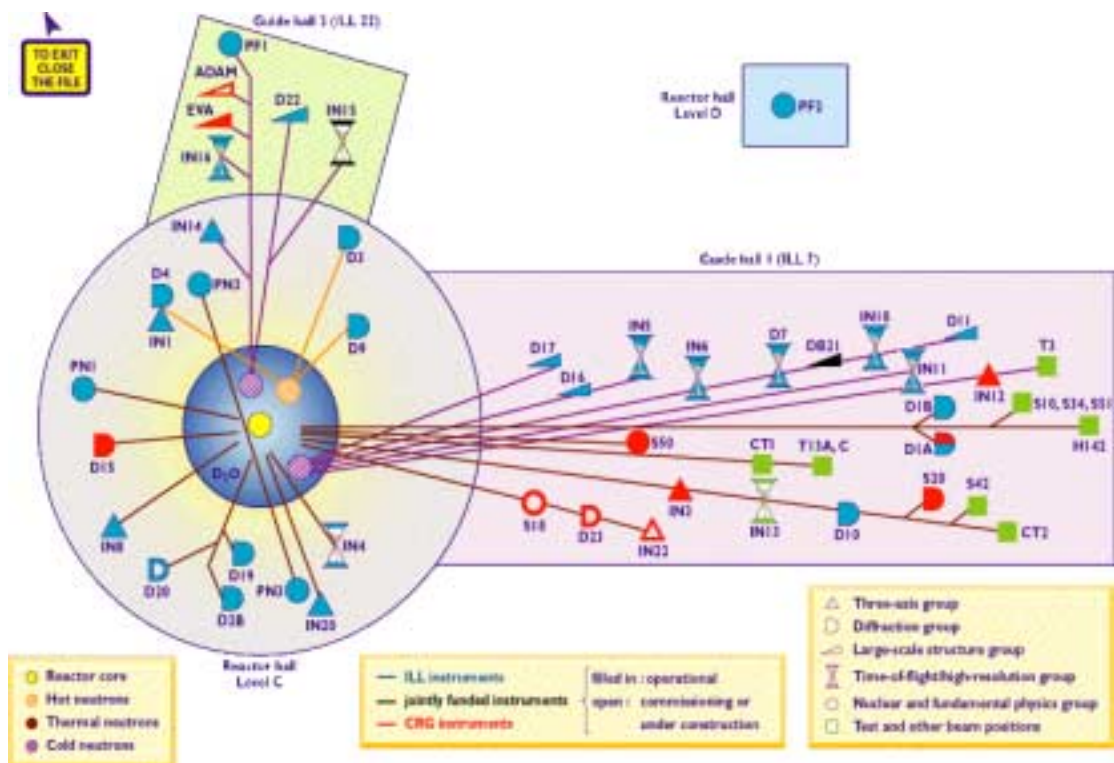 TO EXIT
CLOSE
THE FILE
Guide hall 2 (ILL 22)
PF1
ADAM
EVA
D22
IN15
IN16
Reactor hall
Level D
PF2
IN14
D3
D4
PN2
IN1
D9
PN1
D15
D2O
IN8
D20
D19
D2B
PN3
IN20
IN4
Reactor hall
Level C
Guide hall 1 (ILL 7)
D17
D16
IN5
IN6
D7
DB21
IN10
D11
IN11
T3
IN12
D1B
S10, S34, S51
D1A
H142
S50
CT1
T13A, C
S18
D23
IN22
IN3
IN13
D10
S20
S42
CT2
Reactor core
Hot neutrons
Thermal neutrons
Cold neutrons
ILL instruments
jointly funded instruments
CRG instruments
filled in : operational
open : commissioning or
under construction
Three-axis group
Diffraction group
Large-scale structure group
Time-of-flight/high-resolution group
Nuclear and fundamental physics group
Test and other beam positions